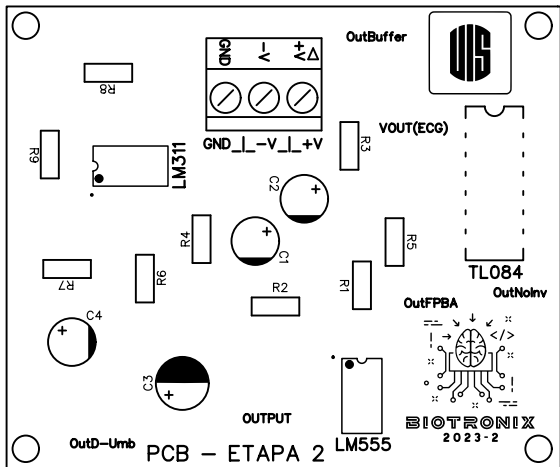 OutBuffer
UIS
GND -V +V
R8
VOUT(ECG)
GND_|_-V_|_+V
R3
R9
LM311
C2
R4
C1
R5
TL084
R7
R6
R2
R1
OutNoInv
OutFPBA
C4
C3
</>
OUTPUT
LM555
BIOTRONIX
2023-2
OutD-Umb
PCB - ETAPA 2